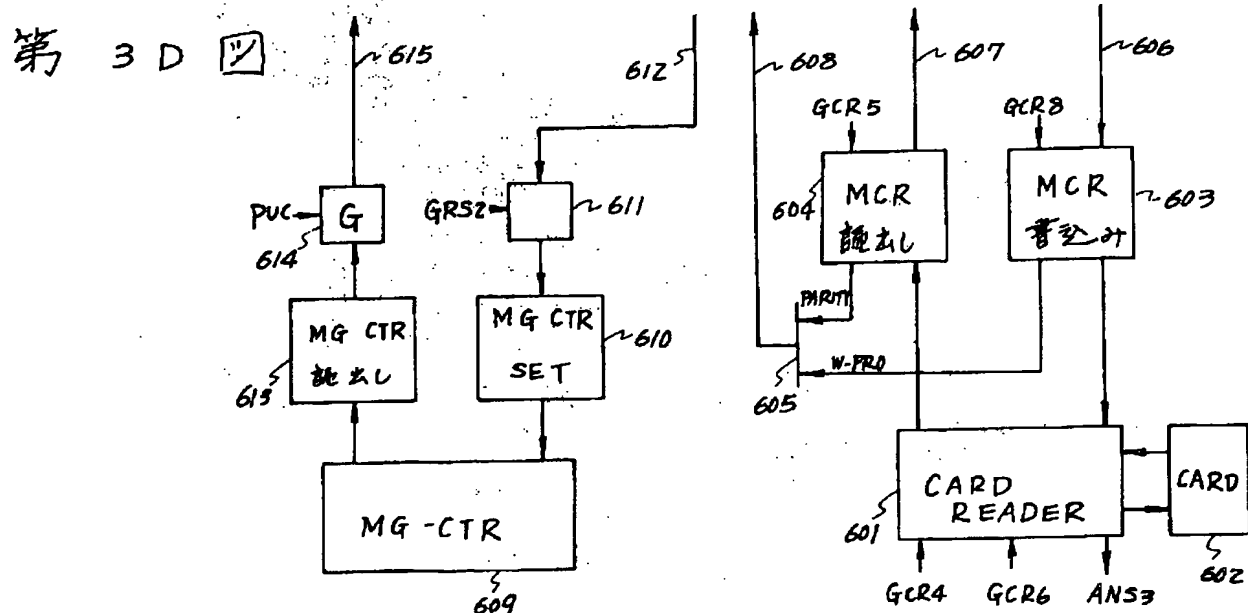 第 3 D 図
615
612
608
607
606
GCR5
GCR8
PUC
G
614
GRS2
611
604
MCR
読出し
MCR
書込み
603
MG CTR
読出し
613
MG CTR
SET
610
PARITY
W-PRO
605
MG-CTR
609
CARD
READER
601
CARD
602
GCR4
GCR6
ANS3